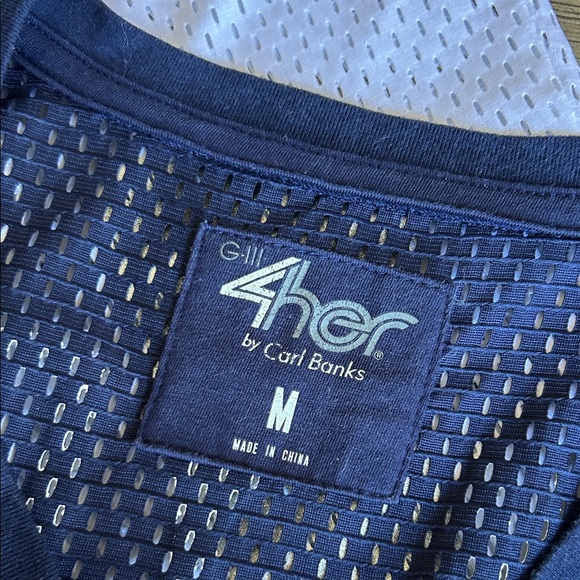 G-III
4her®
by Carl Banks
M
MADE IN CHINA